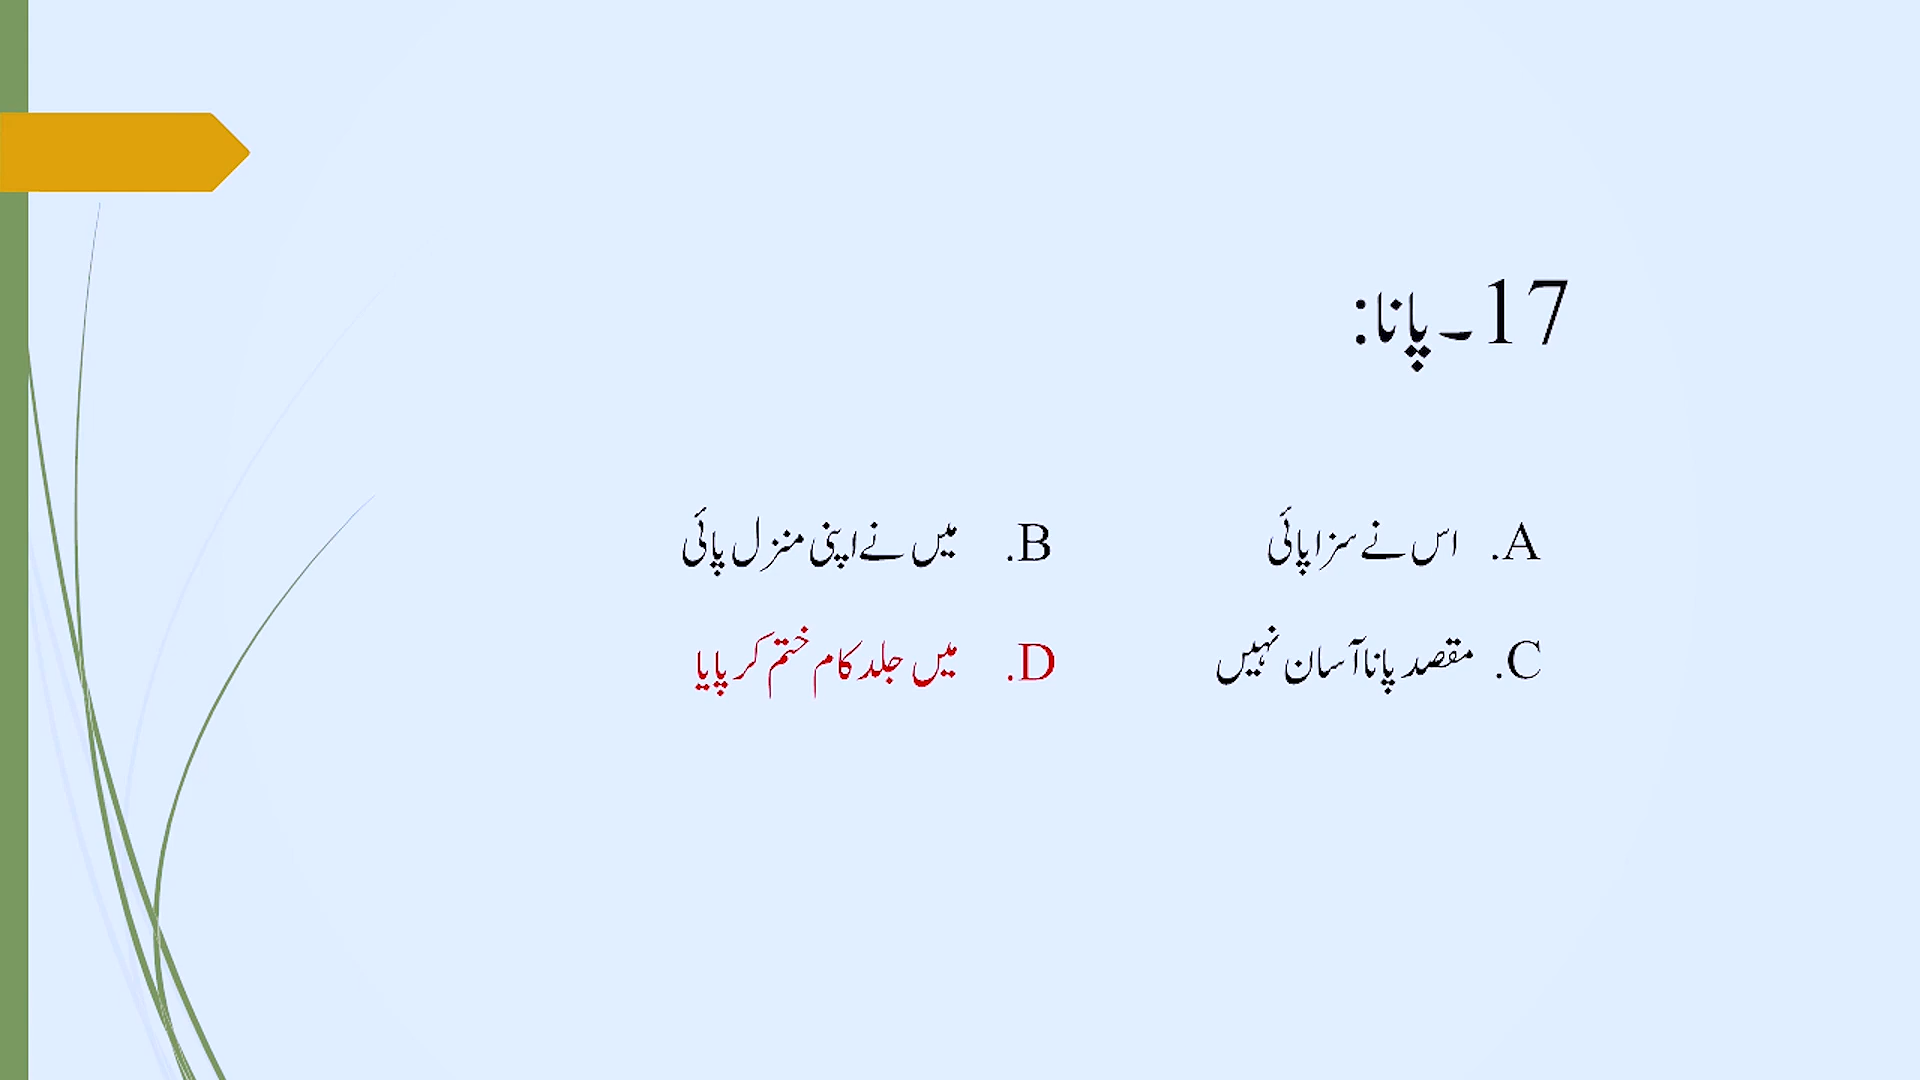 17۔پانا:
A. اس نے سزا پائی B. میں نے اپنی منزل پائی
C. مقصد پانا آسان نہیں D. میں جلد کام ختم کر پایا